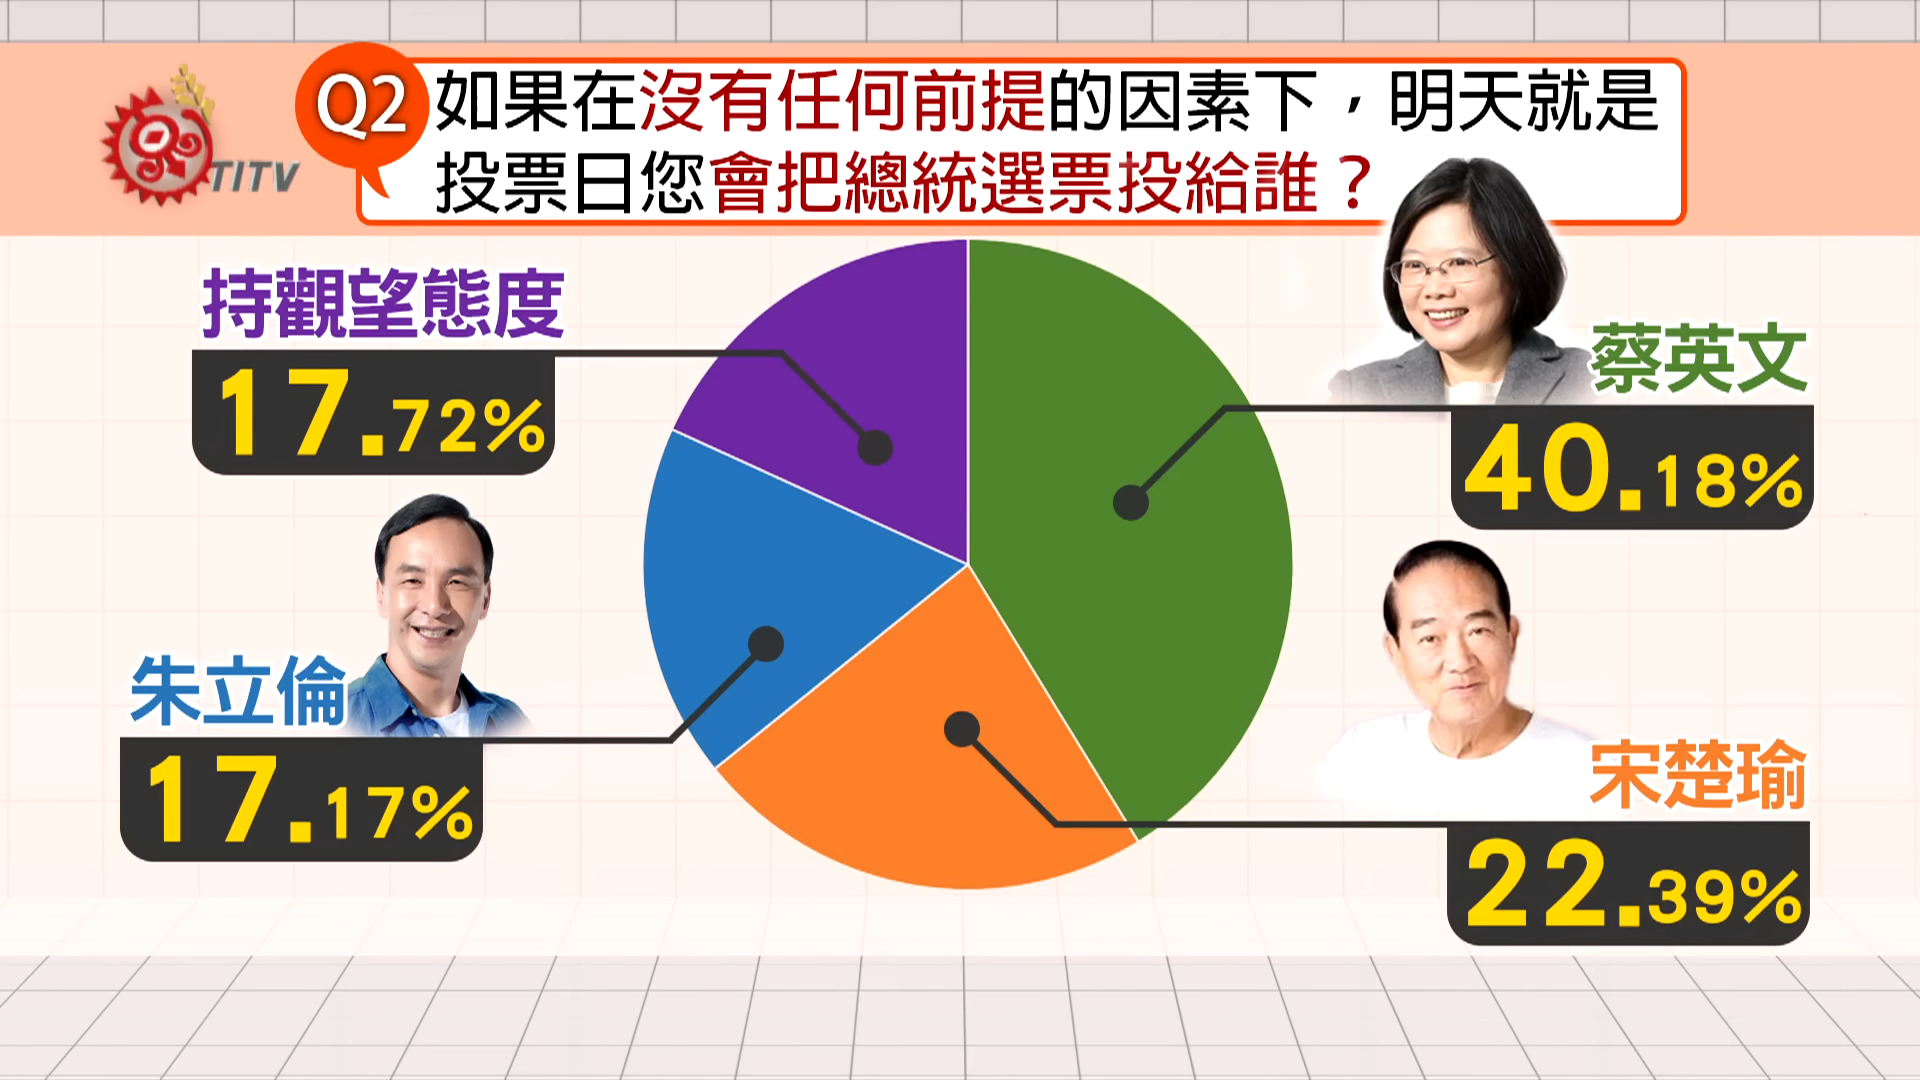 TITV
Q2
如果在沒有任何前提的因素下，明天就是
投票日您會把總統選票投給誰？
持觀望態度
17.72%
蔡英文
40.18%
朱立倫
17.17%
宋楚瑜
22.39%